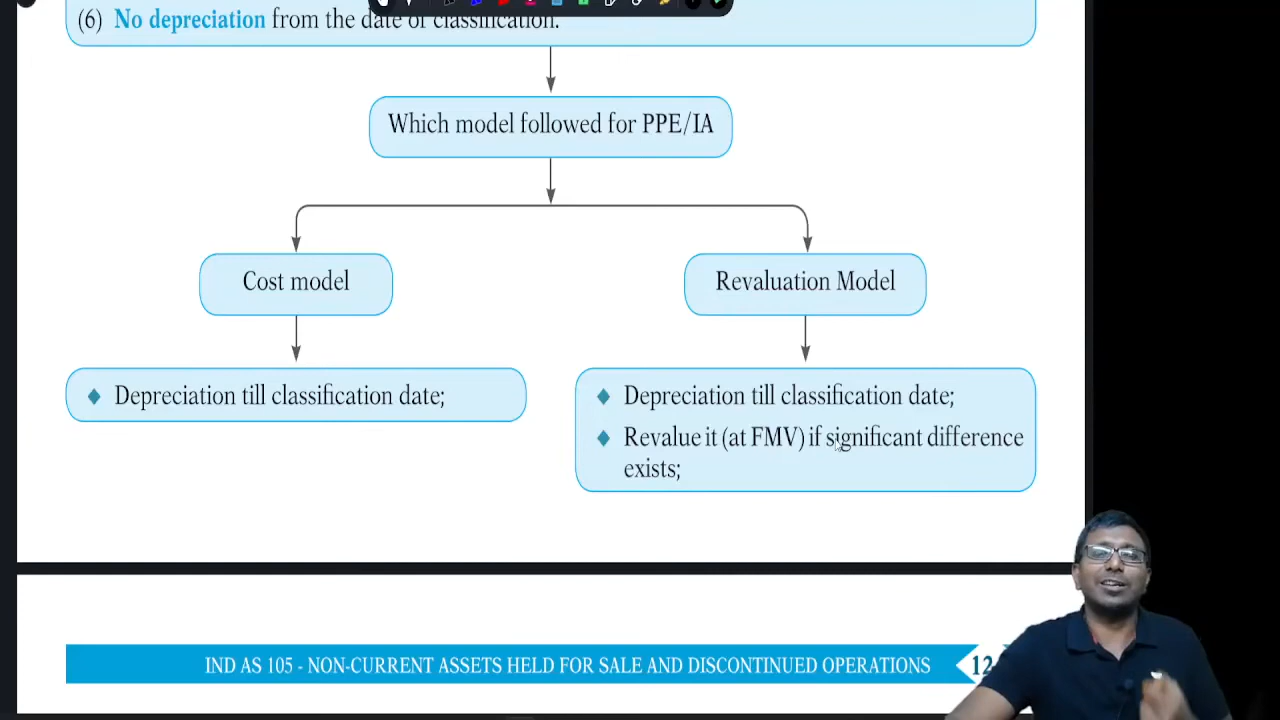 (6) No depreciation from the date of classification.
Which model followed for PPE/IA
Cost model
Revaluation Model
♦ Depreciation till classification date;
♦ Depreciation till classification date;
♦ Revalue it (at FMV) if significant difference
exists;
IND AS 105 - NON-CURRENT ASSETS HELD FOR SALE AND DISCONTINUED OPERATIONS